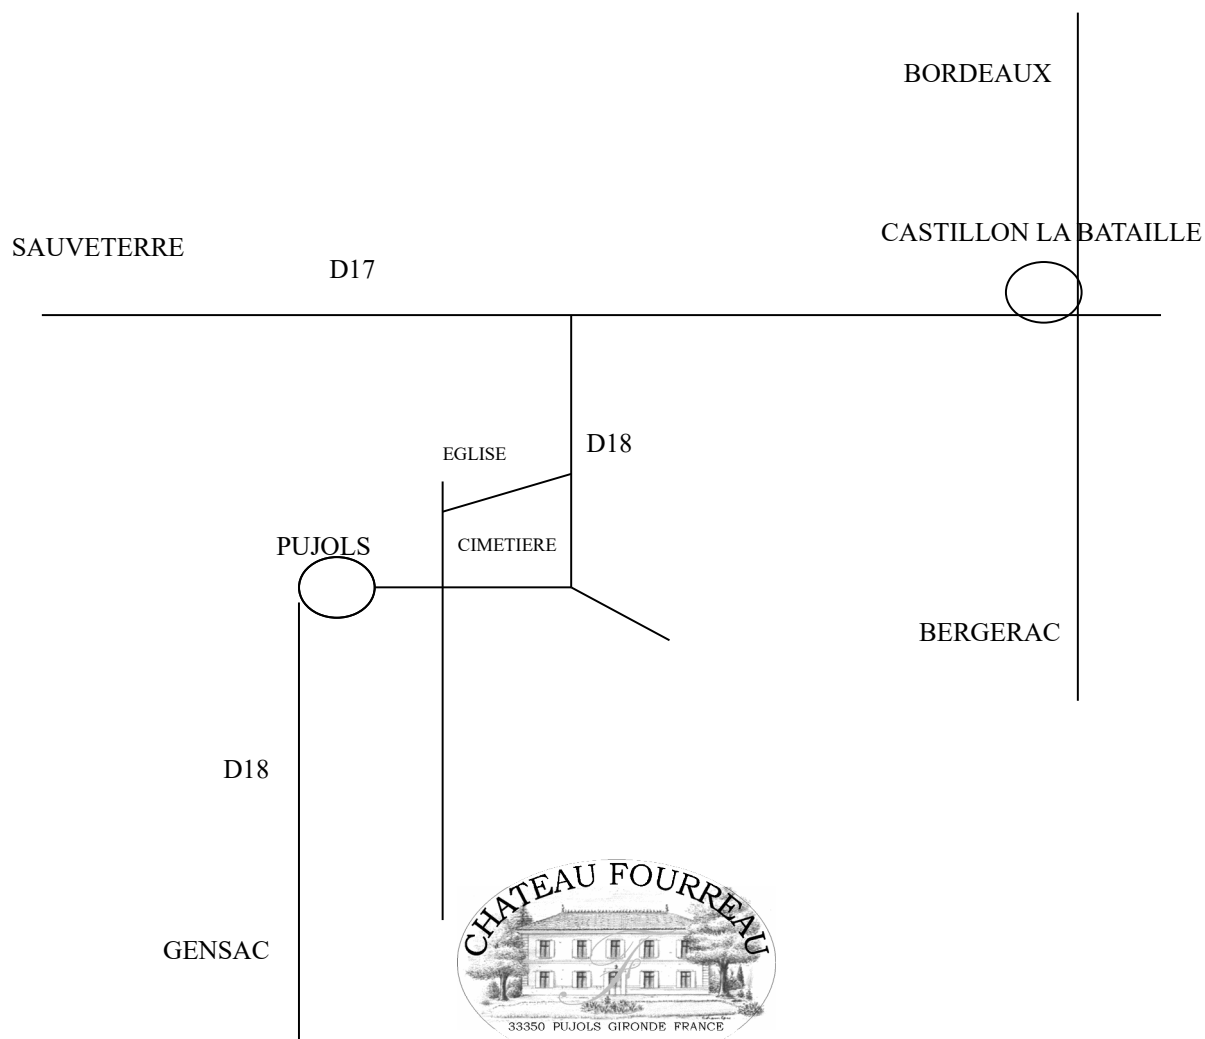 BORDEAUX
CASTILLON LA BATAILLE
SAUVETERRE
D17
D18
EGLISE
CIMETIERE
PUJOLS
BERGERAC
D18
GENSAC
CHATEAU FOURREAU
33350 PUJOLS GIRONDE FRANCE